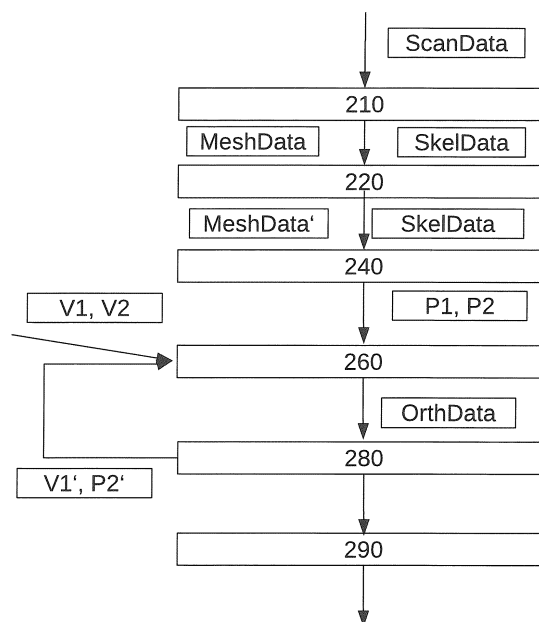 ScanData
210
MeshData
SkelData
220
MeshData‘
SkelData
240
V1, V2
P1, P2
260
OrthData
280
V1‘, P2‘
290